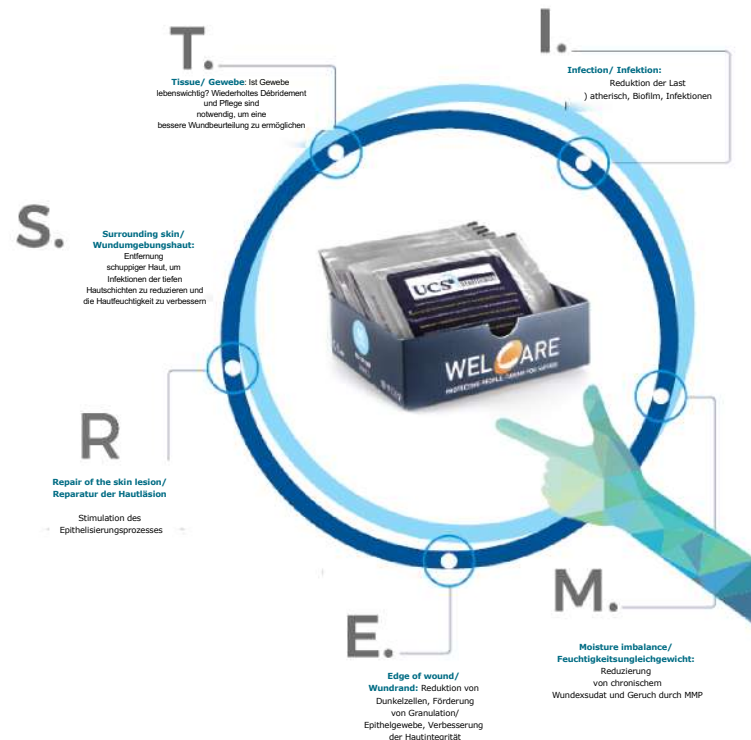 T.
Tissue/ Gewebe: Ist Gewebe
lebenswichtig? Wiederholtes Débridement
und Pflege sind
notwendig, um eine
bessere Wundbeurteilung zu ermöglichen
I.
Infection/ Infektion:
Reduktion der Last
) atherisch, Biofilm, Infektionen
S.
Surrounding skin/
Wundumgebungshaut:
Entfernung
schuppiger Haut, um
Infektionen der tiefen
Hautschichten zu reduzieren und
die Hautfeuchtigkeit zu verbessern
UCS
WELCARE
PROTECTING PEOPLE
R
Repair of the skin lesion/
Reparatur der Hautläsion
Stimulation des
Epithelisierungsprozesses
E.
Edge of wound/
Wundrand: Reduktion von
Dunkelzellen, Förderung
von Granulation/
Epithelgewebe, Verbesserung
der Hautintegrität
M.
Moisture imbalance/
Feuchtigkeitsungleichgewicht:
Reduzierung
von chronischem
Wundexsudat und Geruch durch MMP